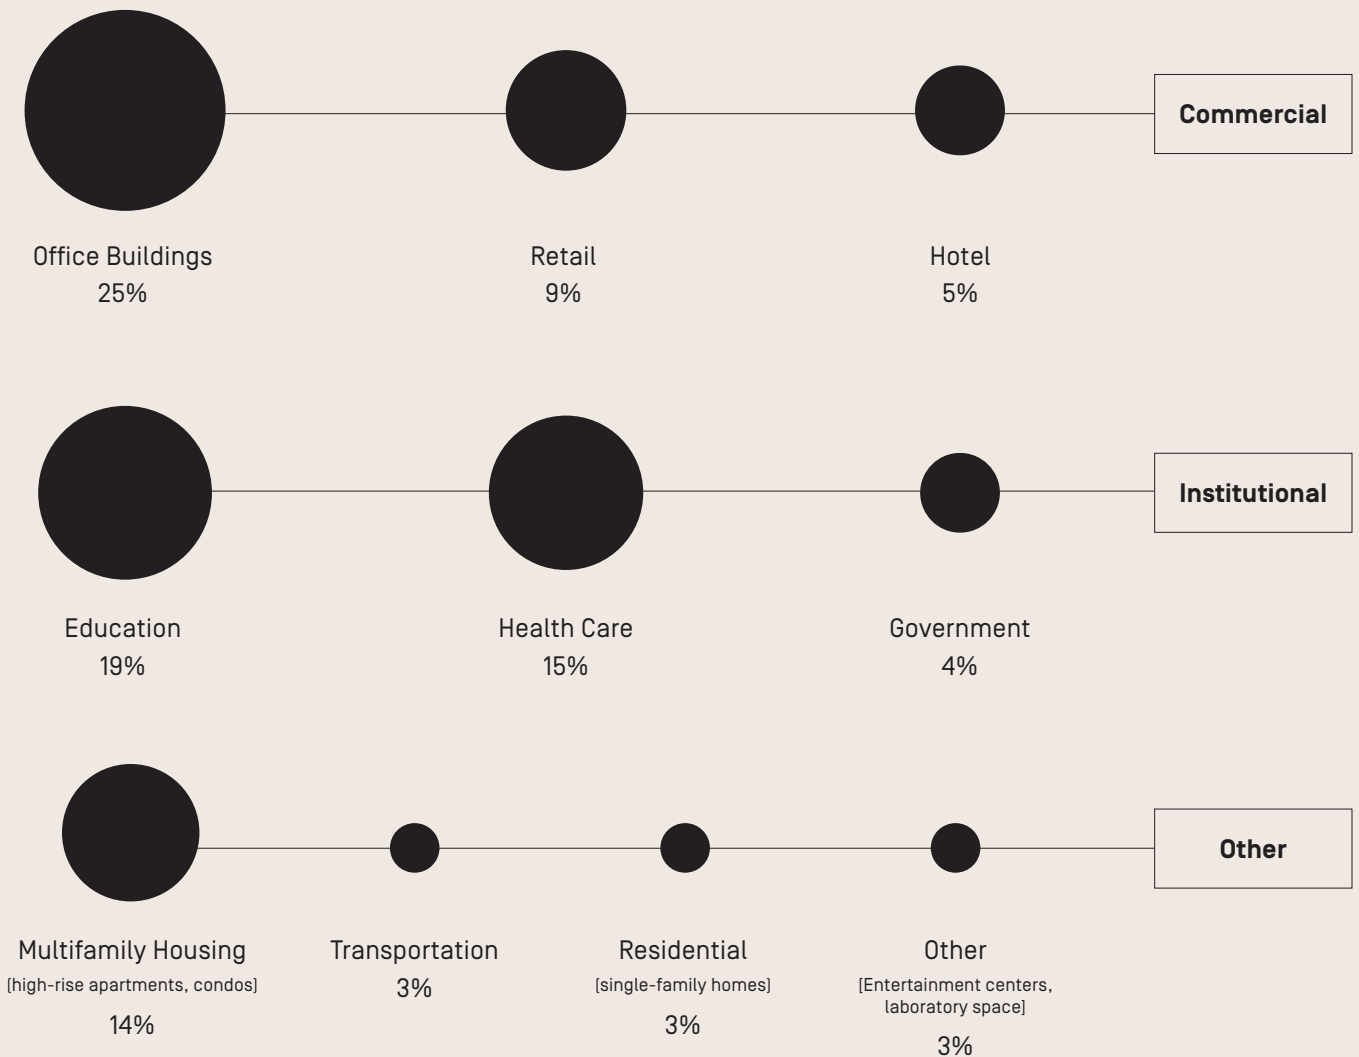 Commercial
Office Buildings
25%
Retail
9%
Hotel
5%
Institutional
Education
19%
Health Care
15%
Government
4%
Other
Multifamily Housing
(high-rise apartments, condos)
14%
Transportation
3%
Residential
(single-family homes)
3%
Other
(Entertainment centers,
laboratory space)
3%